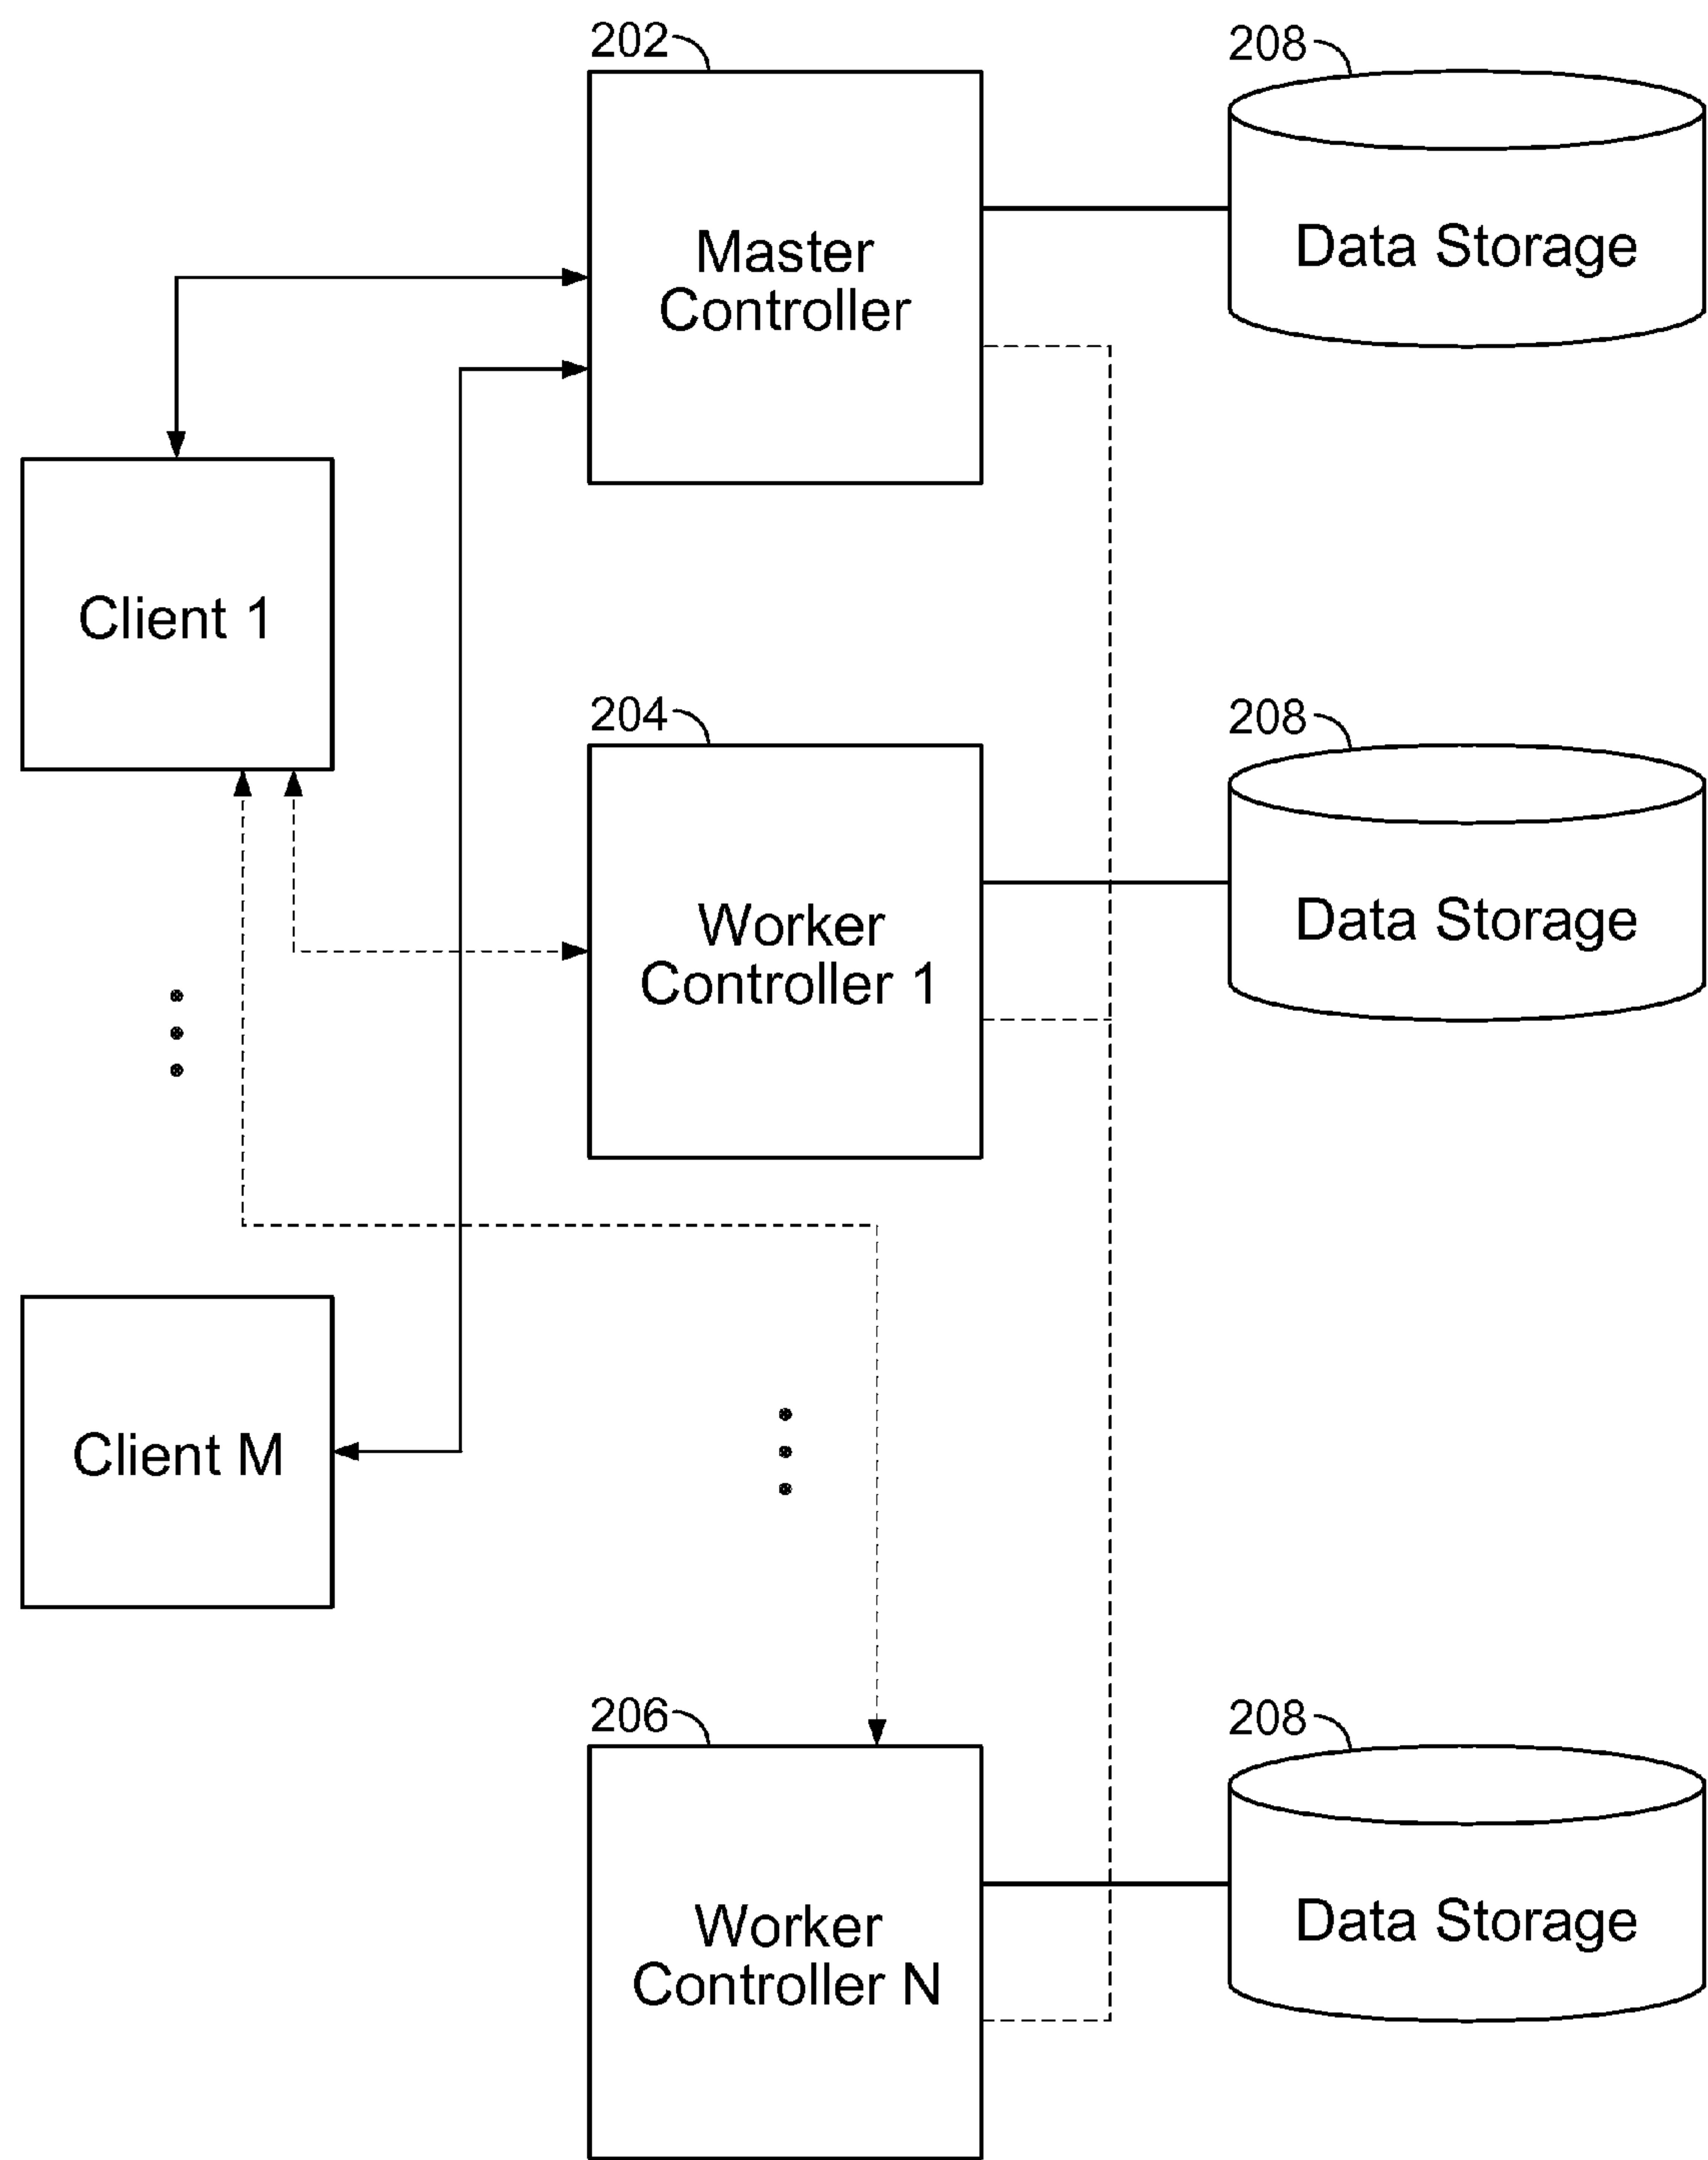 202
208
Master
Controller
Data Storage
Client 1
204
208
Worker
Controller 1
Data Storage
Client M
206
208
Worker
Controller N
Data Storage